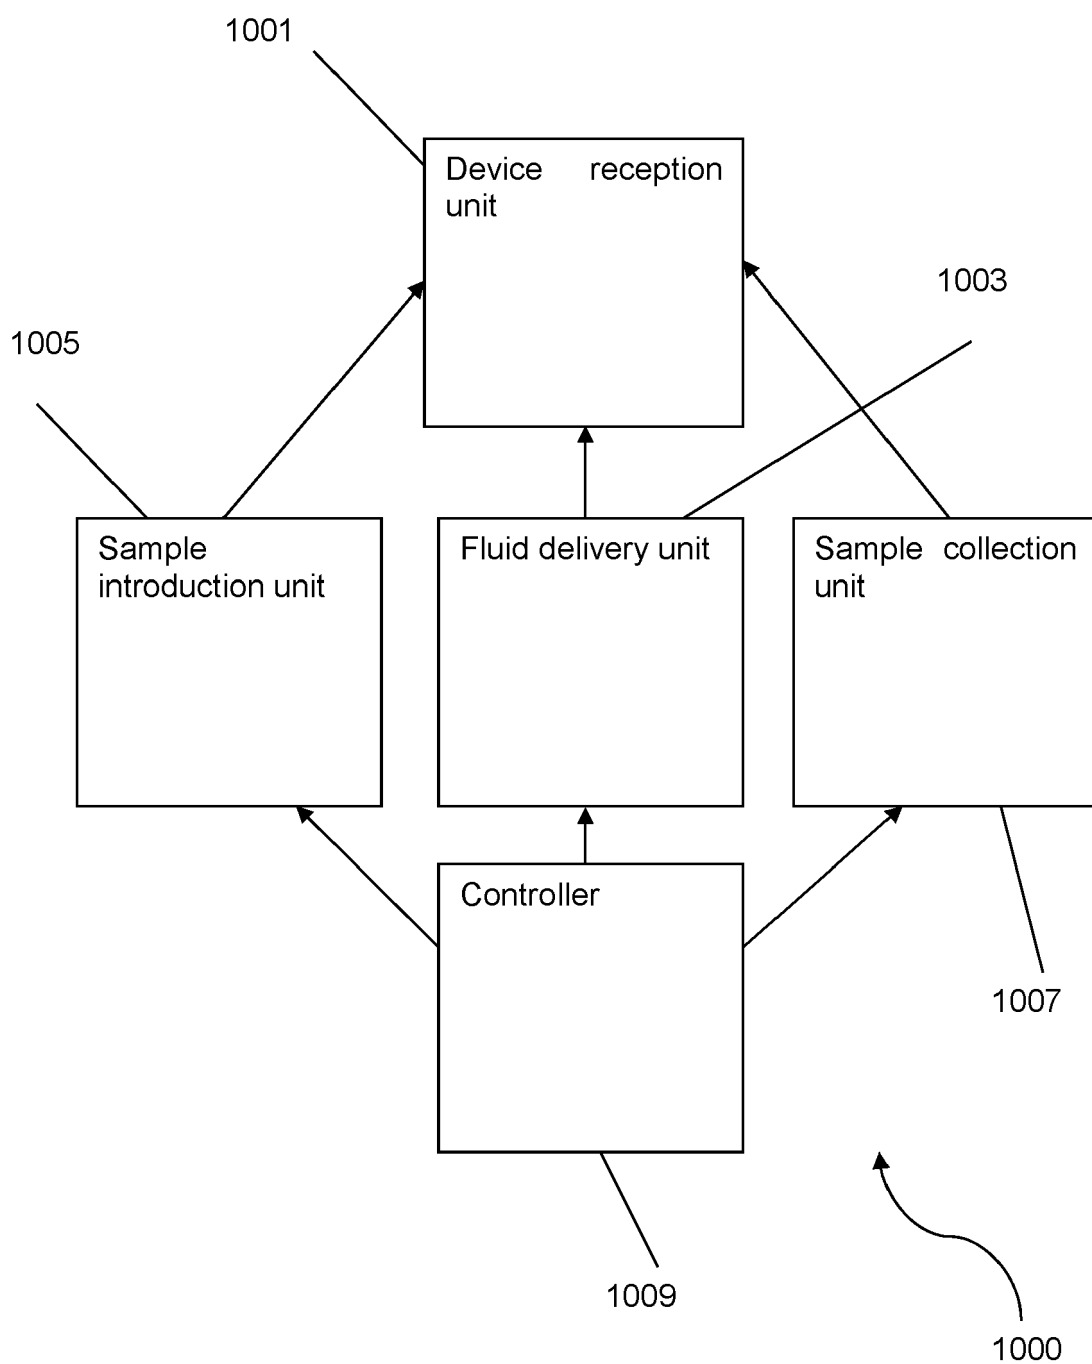 1001
Device reception
unit
1003
1005
Sample
introduction unit
Fluid delivery unit
Sample collection
unit
Controller
1007
1009
1000